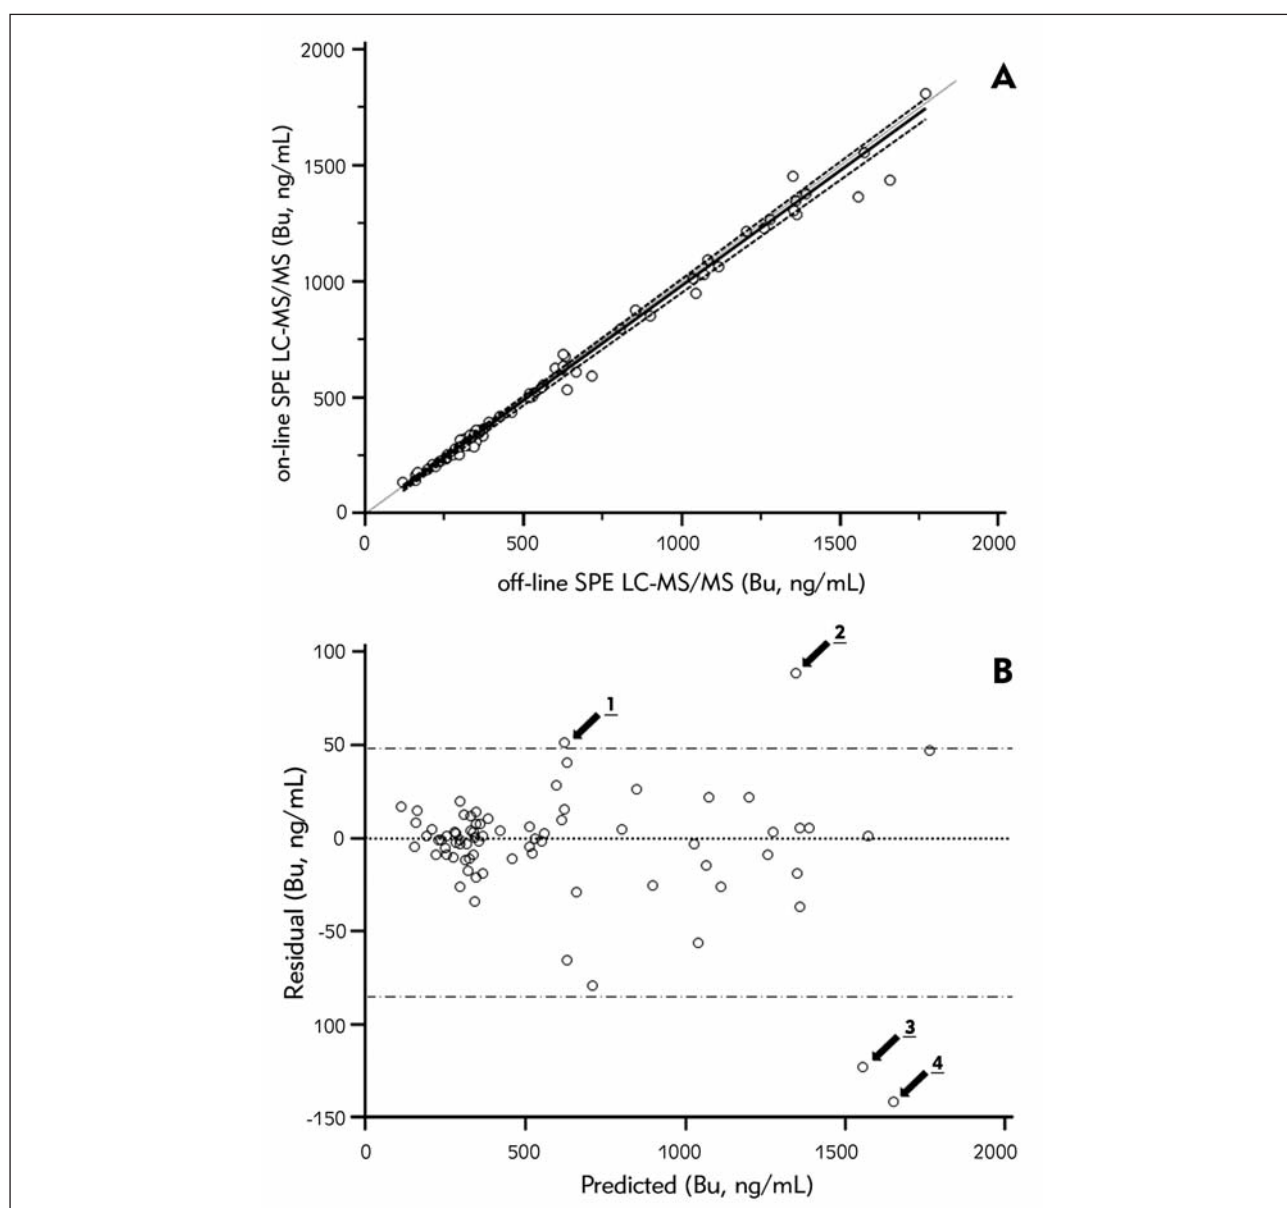 A
2000
1500
1000
500
0
on-line SPE LC-MS/MS (Bu, ng/mL)
0 500 1000 1500 2000
off-line SPE LC-MS/MS (Bu, ng/mL)
B
100
50
0
-50
100
-150
Residual (Bu, ng/mL)
1
2
3
4
0 500 1000 1500 2000
Predicted (Bu, ng/mL)